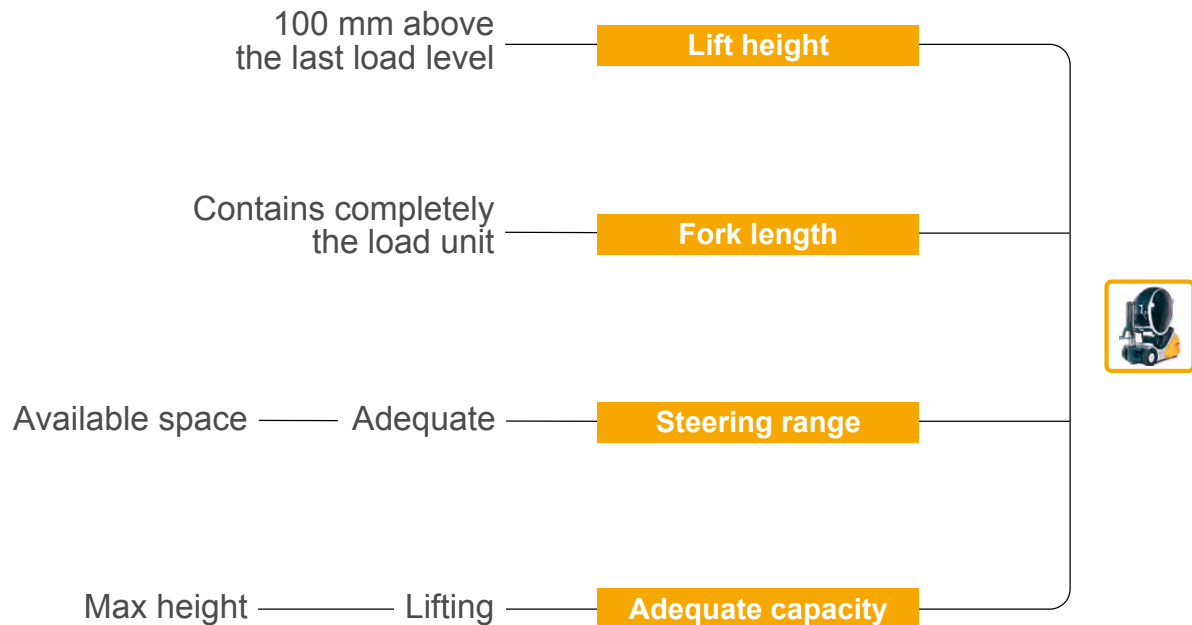 100 mm above
the last load level
Lift height
Contains completely
the load unit
Fork length
Available space
Adequate
Steering range
Max height
Lifting
Adequate capacity